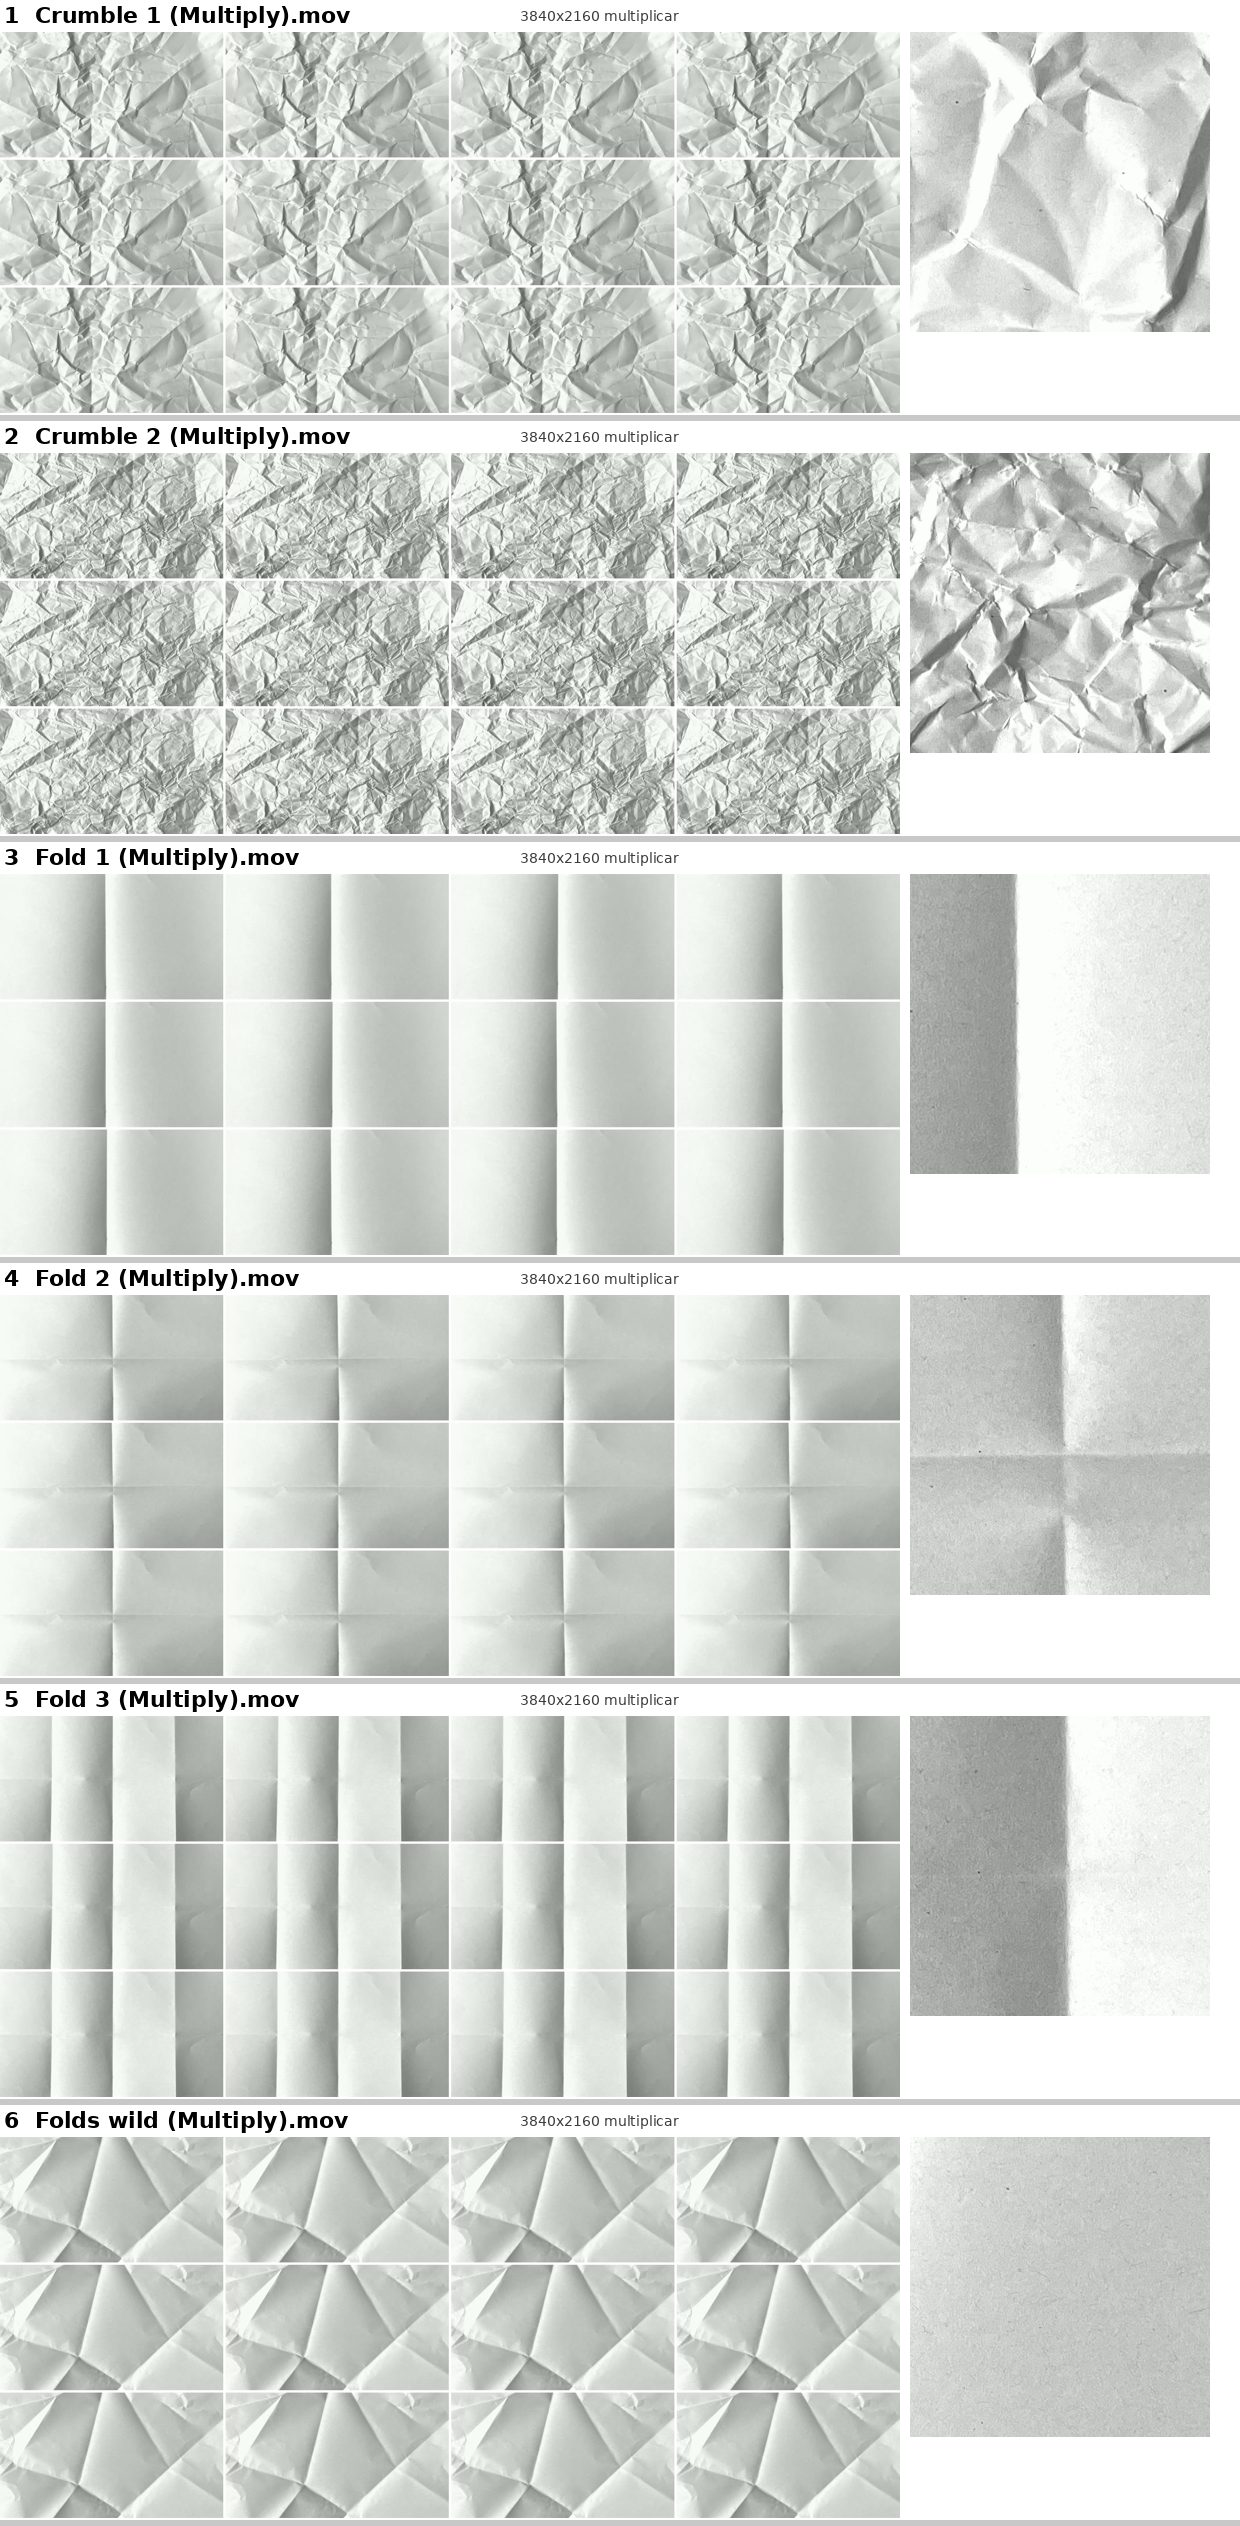 1 Crumble 1 (Multiply).mov 3840x2160 multiplicar
2 Crumble 2 (Multiply).mov 3840x2160 multiplicar
3 Fold 1 (Multiply).mov 3840x2160 multiplicar
4 Fold 2 (Multiply).mov 3840x2160 multiplicar
5 Fold 3 (Multiply).mov 3840x2160 multiplicar
6 Folds wild (Multiply).mov 3840x2160 multiplicar